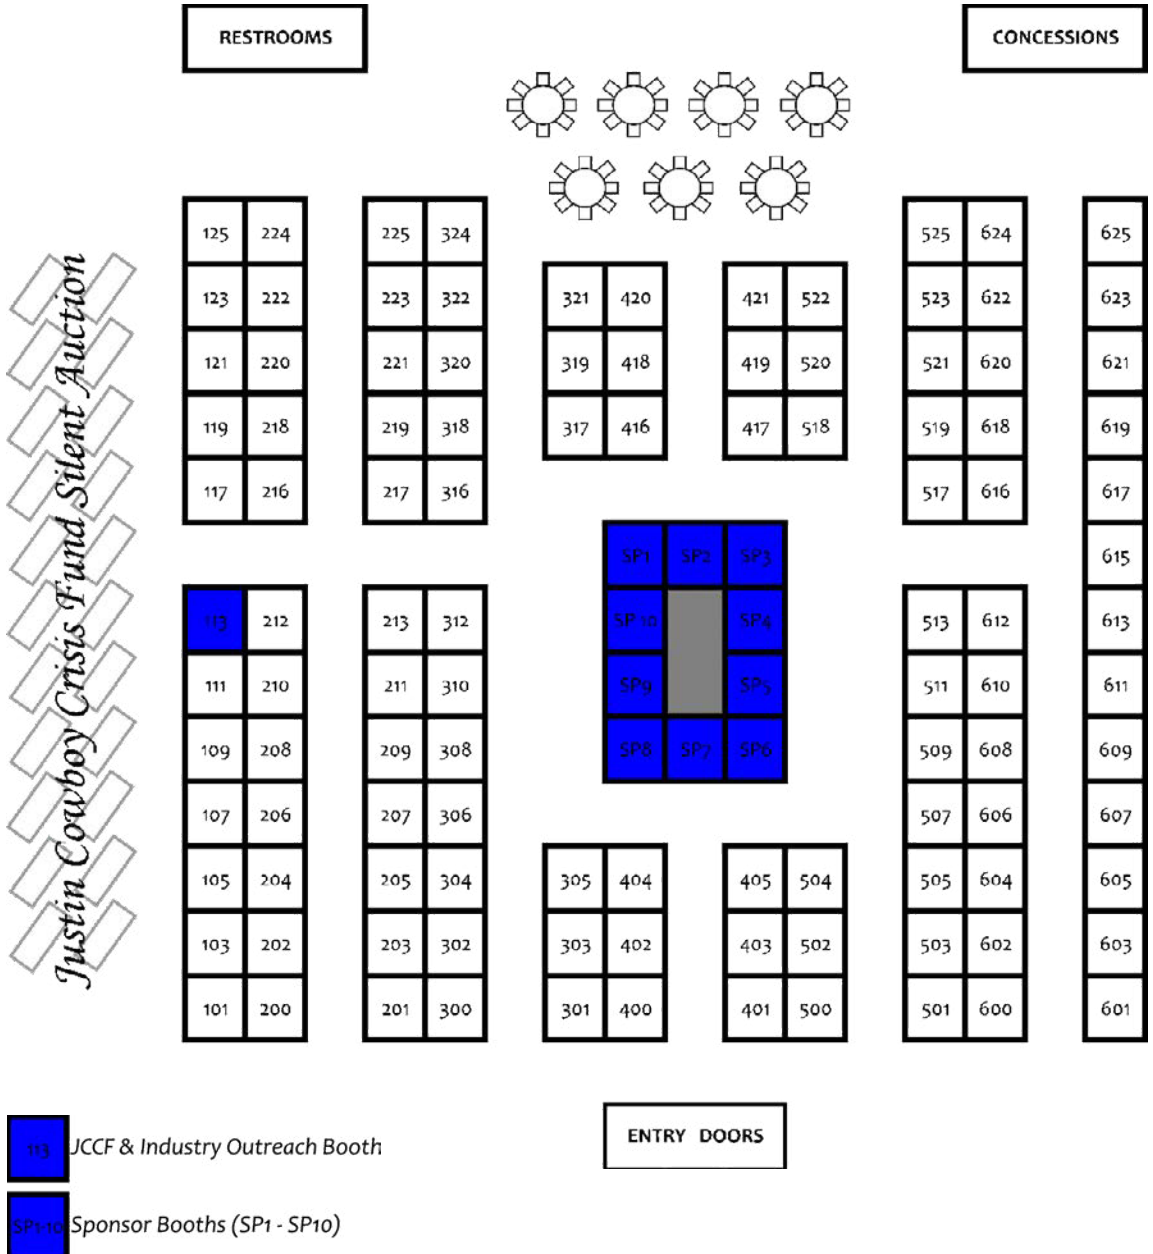 RESTROOMS CONCESSIONS
125 224 225 324 525 624 625
123 222 223 322 321 420 421 522 523 622 623
121 220 221 320 319 418 419 520 521 620 621
119 218 219 318 317 416 417 518 519 618 619
117 216 217 316 517 616 617
SP1 SP2 SP3 615
113 212 213 312 SP 10 SP4 513 612 613
111 210 211 310 SP9 SP5 511 610 611
109 208 209 308 SP8 SP7 SP6 509 608 609
107 206 207 306 507 606 607
105 204 205 304 305 404 405 504 505 604 605
103 202 203 302 303 402 403 502 503 602 603
101 200 201 300 301 400 401 500 501 600 601
Justin Cowboy Crisis Fund Silent Auction
ENTRY DOORS
113 JCCF & Industry Outreach Booth
SP1-10 Sponsor Booths (SP1 - SP10)